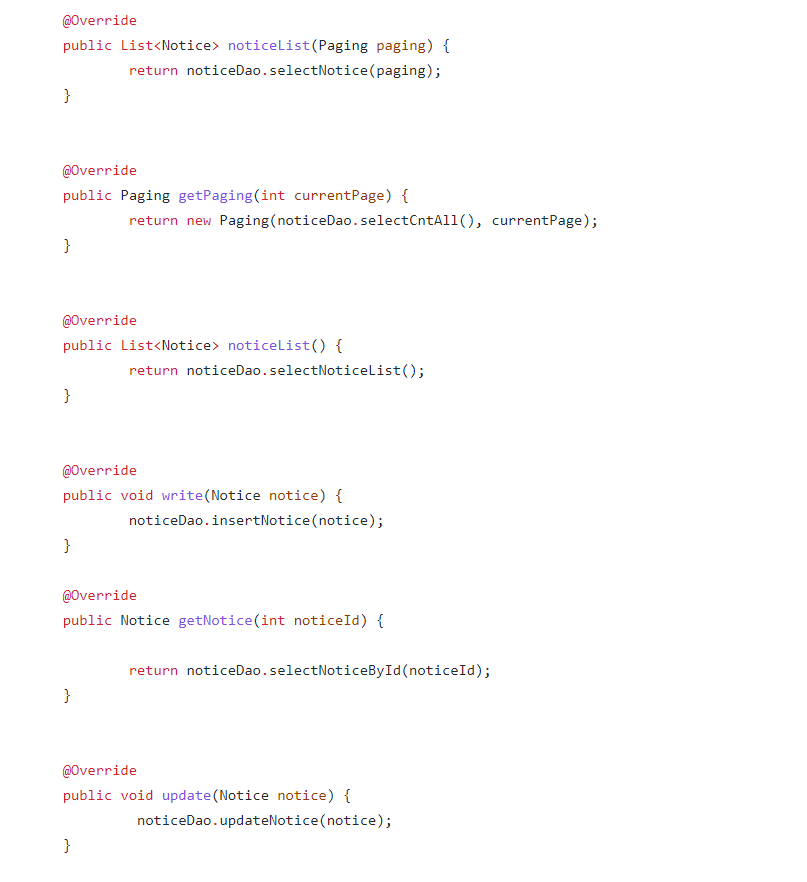 @Override
public List<Notice> noticeList(Paging paging) {
return noticeDao.selectNotice(paging);
}
@Override
public Paging getPaging(int currentPage) {
return new Paging(noticeDao.selectCntAll(), currentPage);
}
@Override
public List<Notice> noticeList() {
return noticeDao.selectNoticeList();
}
@Override
public void write(Notice notice) {
noticeDao.insertNotice(notice);
}
@Override
public Notice getNotice(int noticeId) {
return noticeDao.selectNoticeById(noticeId);
}
@Override
public void update(Notice notice) {
noticeDao.updateNotice(notice);
}